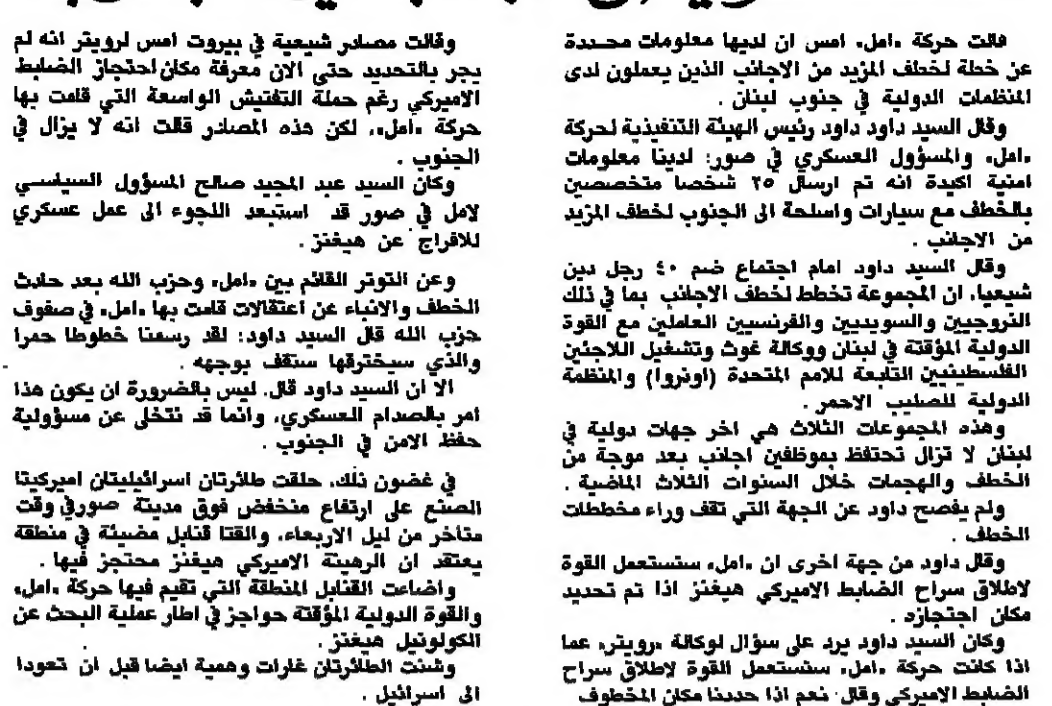 قالت حركة «امل» امس ان لديها معلومات محددة
عن خطة لخطف المزيد من الاجانب الذين يعملون لدى
المنظمات الدولية في جنوب لبنان .
وقال السيد داود داود رئيس الهيئة التنفيذية لحركة
«امل» والمسؤول العسكري في صور: لدينا معلومات
امنية اكيدة انه تم ارسال ٢٥ شخصا متخصصين
بالخطف مع سيارات واسلحة الى الجنوب لخطف المزيد
من الاجانب .
وقال السيد داود امام اجتماع ضم ٤٠ رجل دين
شيعيا، ان المجموعة تخطط لخطف الاجانب بما في ذلك
النروجيين والسويديين والفرنسيين العاملين مع القوة
الدولية المؤقتة في لبنان ووكالة غوث وتشغيل اللاجئين
الفلسطينيين التابعة للامم المتحدة (اونروا) والمنظمة
الدولية للصليب الاحمر .
وهذه المجموعات الثلاث هي اخر جهات دولية في
لبنان لا تزال تحتفظ بموظفين اجانب بعد موجة من
الخطف والهجمات خلال السنوات الثلاث الماضية .
ولم يفصح داود عن الجهة التي تقف وراء مخططات
الخطف .
وقال داود من جهة اخرى ان «امل» ستستعمل القوة
لاطلاق سراح الضابط الاميركي هيغنز اذا تم تحديد
مكان احتجازه .
وكان السيد داود يرد على سؤال لوكالة «رويتر» عما
اذا كانت حركة «امل» ستستعمل القوة لاطلاق سراح
الضابط الاميركي وقال: نعم اذا حددنا مكان المخطوف
وقالت مصادر شيعية في بيروت امس لرويتر انه لم
يجر بالتحديد حتى الان معرفة مكان احتجاز الضابط
الاميركي رغم حملة التفتيش الواسعة التي قامت بها
حركة «امل»، لكن هذه المصادر قالت انه لا يزال في
الجنوب .
وكان السيد عبد المجيد صالح المسؤول السياسي
لامل في صور قد استبعد اللجوء الى عمل عسكري
للافراج عن هيغنز .
وعن التوتر القائم بين «امل» وحزب الله بعد حادث
الخطف والانباء عن اعتقالات قامت بها «امل» في صفوف
حزب الله قال السيد داود: لقد رسمنا خطوطا حمرا
والذي سيخترقها سنقف بوجهه .
الا ان السيد داود قال، ليس بالضرورة ان يكون هذا
امر بالصدام العسكري، وانما قد نتخلى عن مسؤولية
حفظ الامن في الجنوب .
في غضون ذلك، حلقت طائرتان اسرائيليتان اميركيتا
الصنع على ارتفاع منخفض فوق مدينة صور في وقت
متأخر من ليل الاربعاء، والقتا قنابل مضيئة في منطقة
يعتقد ان الرهينة الاميركي هيغنز محتجز فيها .
واضاءت القنابل المنطقة التي تقيم فيها حركة «امل»
والقوة الدولية المؤقتة حواجز في اطار عملية البحث عن
الكولونيل هيغنز .
وشنت الطائرتان غارات وهمية ايضا قبل ان تعودا
الى اسرائيل .